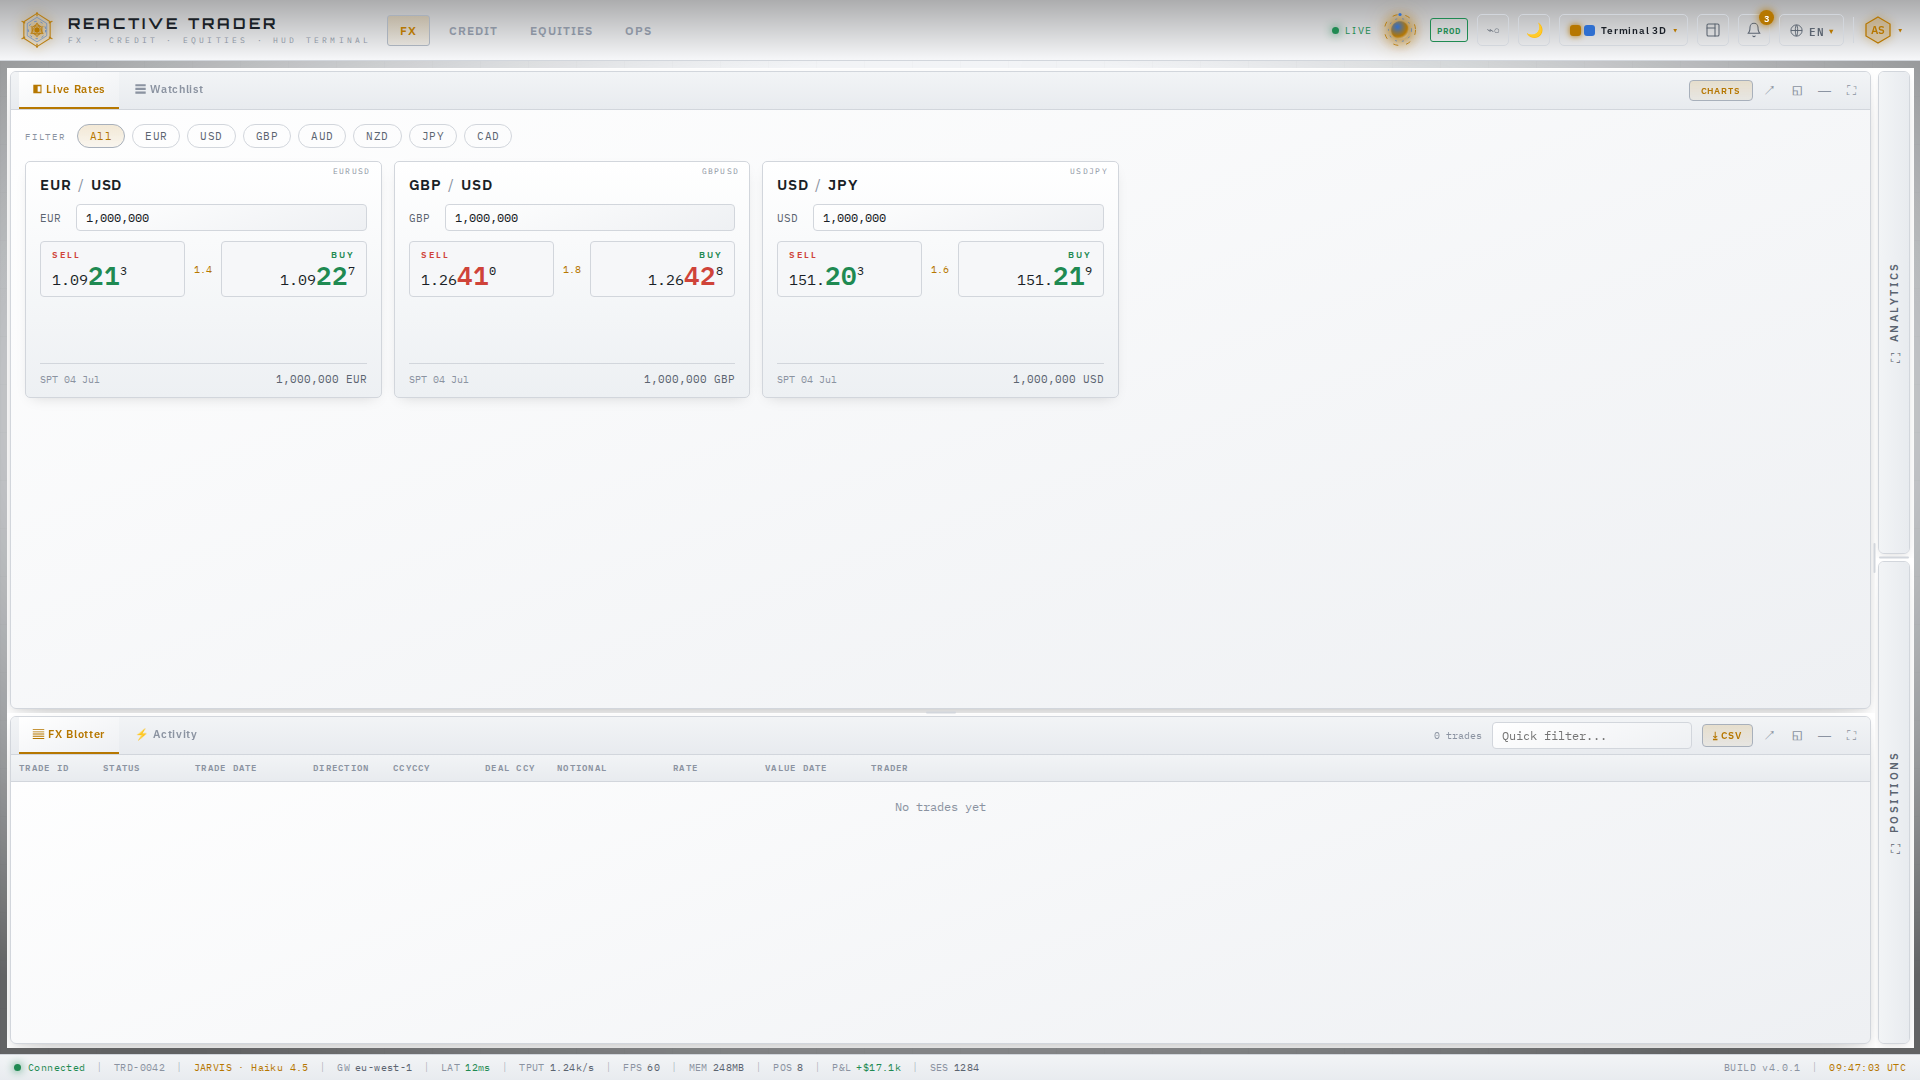 REACTIVE TRADER
FX · CREDIT · EQUITIES · HUD TERMINAL
FX CREDIT EQUITIES OPS
LIVE PROD Terminal 3D 3 EN AS
Live Rates Watchlist CHARTS
FILTER All EUR USD GBP AUD NZD JPY CAD
EURUSD
EUR / USD
EUR 1,000,000
SELL BUY
1.09213 1.4 1.09227
SPT 04 Jul 1,000,000 EUR
GBPUSD
GBP / USD
GBP 1,000,000
SELL BUY
1.26410 1.8 1.26428
SPT 04 Jul 1,000,000 GBP
USDJPY
USD / JPY
USD 1,000,000
SELL BUY
151.203 1.6 151.219
SPT 04 Jul 1,000,000 USD
ANALYTICS
POSITIONS
FX Blotter Activity 0 trades Quick filter... CSV
TRADE ID STATUS TRADE DATE DIRECTION CCYCCY DEAL CCY NOTIONAL RATE VALUE DATE TRADER
No trades yet
Connected | TRD-0042 | JARVIS · Haiku 4.5 | GW eu-west-1 | LAT 12ms | TPUT 1.24k/s | FPS 60 | MEM 248MB | POS 8 | P&L +$17.1k | SES 1284 BUILD v4.0.1 | 09:47:03 UTC